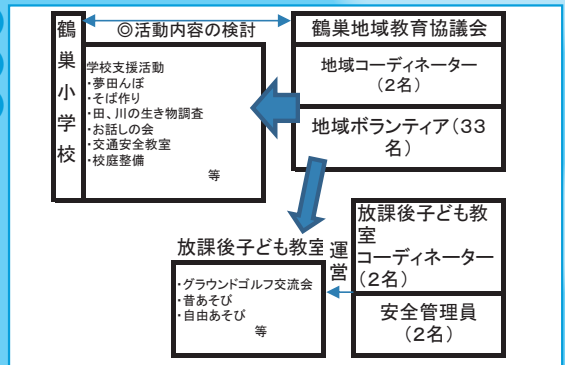 鶴巣小学校
◎活動内容の検討
鶴巣地域教育協議会
学校支援活動
・夢田んぼ
・そば作り
・田、川の生き物調査
・お話しの会
・交通安全教室
・校庭整備
等
地域コーディネーター
（2名）
地域ボランティア（33
名）
放課後子ども教室
運営
・グラウンドゴルフ交流会
・昔あそび
・自由あそび
等
放課後子ども教
室
コーディネーター
（2名）
安全管理員
（2名）